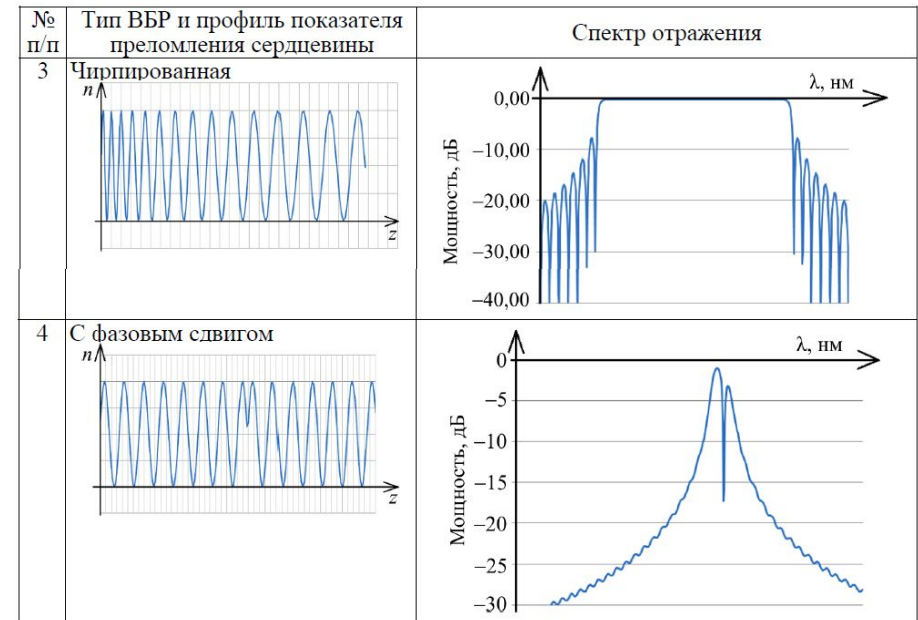 №
п/п
Тип ВБР и профиль показателя
преломления сердцевины
Спектр отражения
3
Чирпированная
n
z
λ, нм
Мощность, дБ
0,00
–10,00
–20,00
–30,00
–40,00
4
С фазовым сдвигом
n
z
λ, нм
Мощность, дБ
0
–5
–10
–15
–20
–25
–30